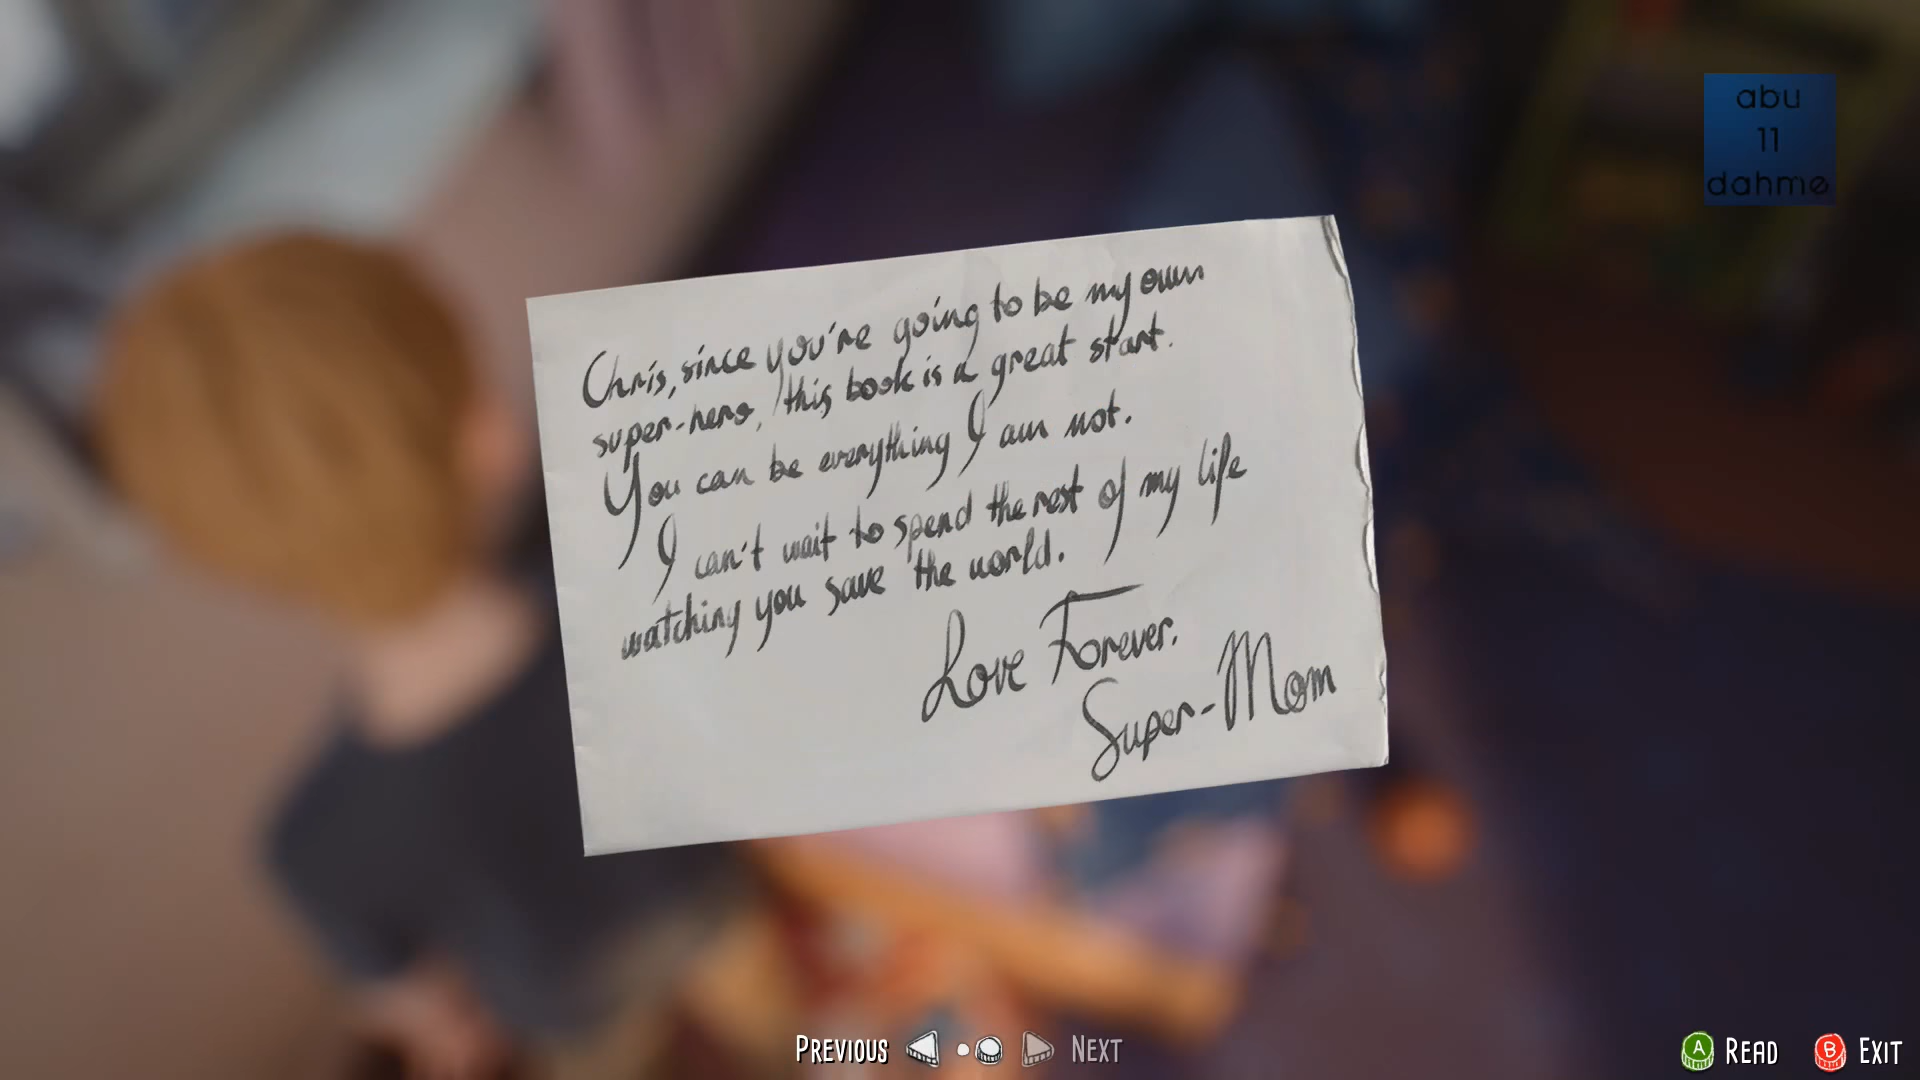 abu
11
dahme
Chris, since you're going to be my own
super-hero, this book is a great start.
You can be everything I am not.
I can't wait to spend the rest of my life
watching you save the world.
Love Forever.
Super-Mom
PREVIOUS NEXT
A READ B EXIT